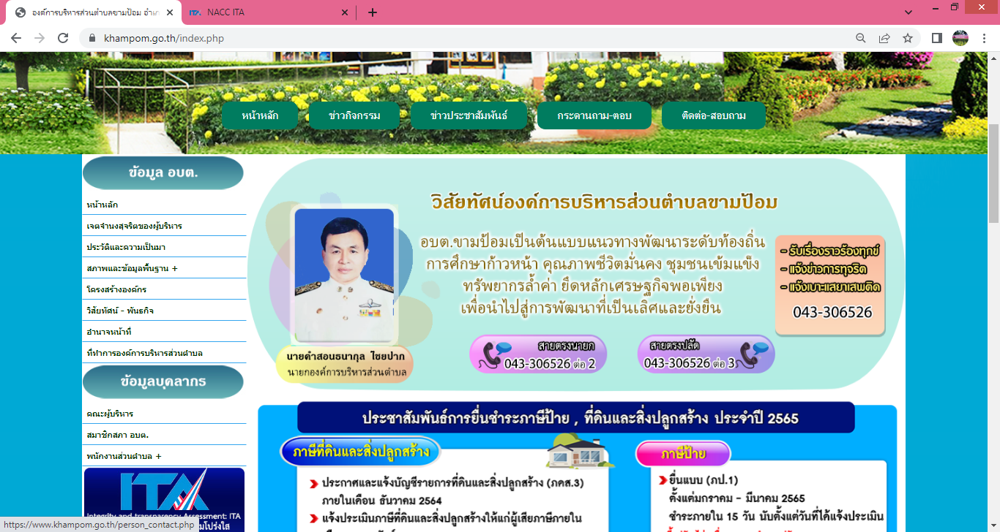 องค์การบริหารส่วนตำบลขามป้อม อำเภ
NACC ITA
khampom.go.th/index.php
หน้าหลัก
ข่าวกิจกรรม
ข่าวประชาสัมพันธ์
กระดานถาม-ตอบ
ติดต่อ-สอบถาม
ข้อมูล อบต.
หน้าหลัก
เจตจำนงสุจริตของผู้บริหาร
ประวัติและความเป็นมา
สภาพและข้อมูลพื้นฐาน +
โครงสร้างองค์กร
วิสัยทัศน์ - พันธกิจ
อำนาจหน้าที่
ที่ทำการองค์การบริหารส่วนตำบล
ข้อมูลบุคลากร
คณะผู้บริหาร
สมาชิกสภา อบต.
พนักงานส่วนตำบล +
ITA
Integrity and transparency Assessment: ITA
มโปร่งใส
https://www.khampom.go.th/person_contact.php
วิสัยทัศน์องค์การบริหารส่วนตำบลขามป้อม
อบต.ขามป้อมเป็นต้นแบบแนวทางพัฒนาระดับท้องถิ่น
การศึกษาก้าวหน้า คุณภาพชีวิตมั่นคง ชุมชนเข้มแข็ง
ทรัพยากรล้ำค่า ยึดหลักเศรษฐกิจพอเพียง
เพื่อนำไปสู่การพัฒนาที่เป็นเลิศและยั่งยืน
- รับเรื่องราวร้องทุกข์
- แจ้งข่าวการทุจริต
- แจ้งเบาะแสยาเสพติด
043-306526
นายคำสอนธนากุล ไชยปาก
นายกองค์การบริหารส่วนตำบล
สายตรงนายก
043-306526 ต่อ 2
สายตรงปลัด
043-306526 ต่อ 3
ประชาสัมพันธ์การยื่นชำระภาษีป้าย , ที่ดินและสิ่งปลูกสร้าง ประจำปี 2565
ภาษีที่ดินและสิ่งปลูกสร้าง
ประกาศและแจ้งบัญชีรายการที่ดินและสิ่งปลูกสร้าง (ภดส.3)
ภายในเดือน ธันวาคม 2564
แจ้งประเมินภาษีที่ดินและสิ่งปลูกสร้างให้แก่ผู้เสียภาษีภายใน
ภาษีป้าย
ยื่นแบบ (ภป.1)
ตั้งแต่มกราคม - มีนาคม 2565
ชำระภายใน 15 วัน นับตั้งแต่วันที่ได้แจ้งประเมิน